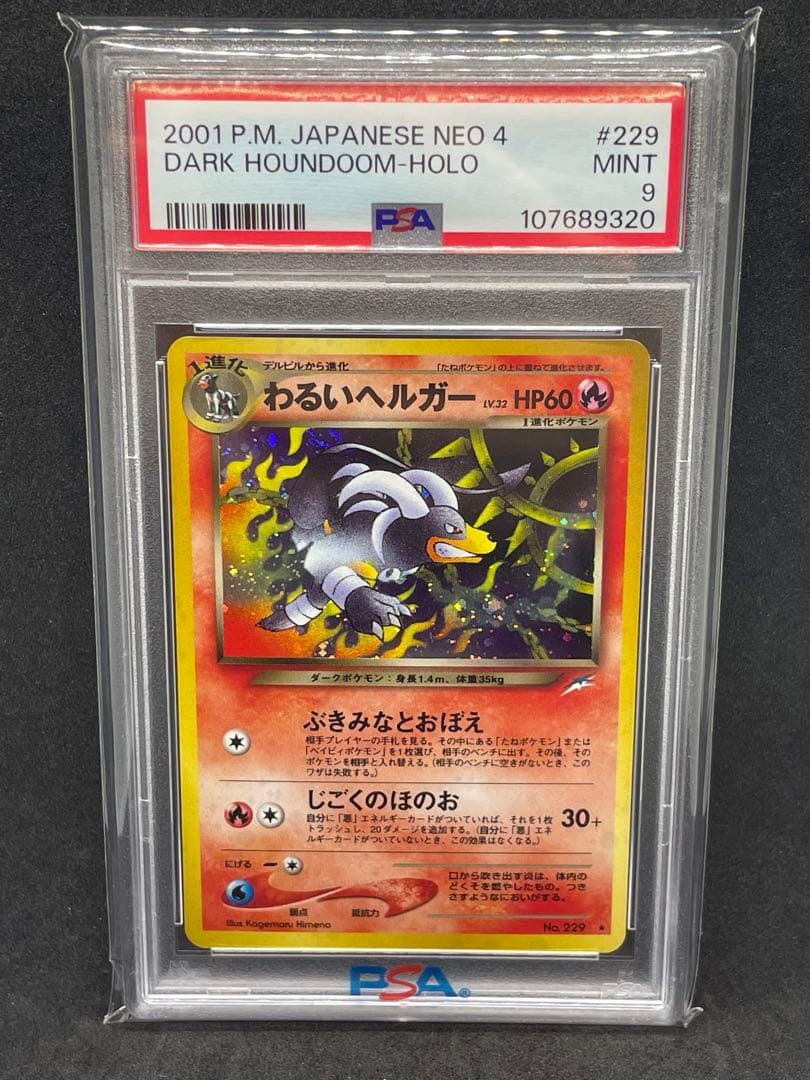 2001 P.M. JAPANESE NEO 4 #229
DARK HOUNDOOM-HOLO MINT
9
PSA 107689320
1進化
デルビルから進化 「たねポケモン」の上に重ねて進化させます。
わるいヘルガー LV.32 HP60
1進化ポケモン
ダークポケモン:身長1.4m、体重35kg
ぶきみなとおぼえ
相手プレイヤーの手札を見る。その中にある「たねポケモン」または
「ベイビィポケモン」を1枚選び、相手のベンチに出す。その後、その
ポケモンを相手と入れ替える。(相手のベンチに空きがないとき、この
ワザは失敗する。)
じごくのほのお 30+
自分に「悪」エネルギーカードがついていれば、それを1枚
トラッシュし、20ダメージを追加する。(自分に「悪」エネ
ルギーカードがついていないとき、この効果はなくなる。)
にげる
口から吹き出す炎は、体内の
どくそを燃やしたもの。つき
さすようなにおいがする。
弱点 抵抗力
Illus. Kagemaru Himeno No. 229 ★
PSA®